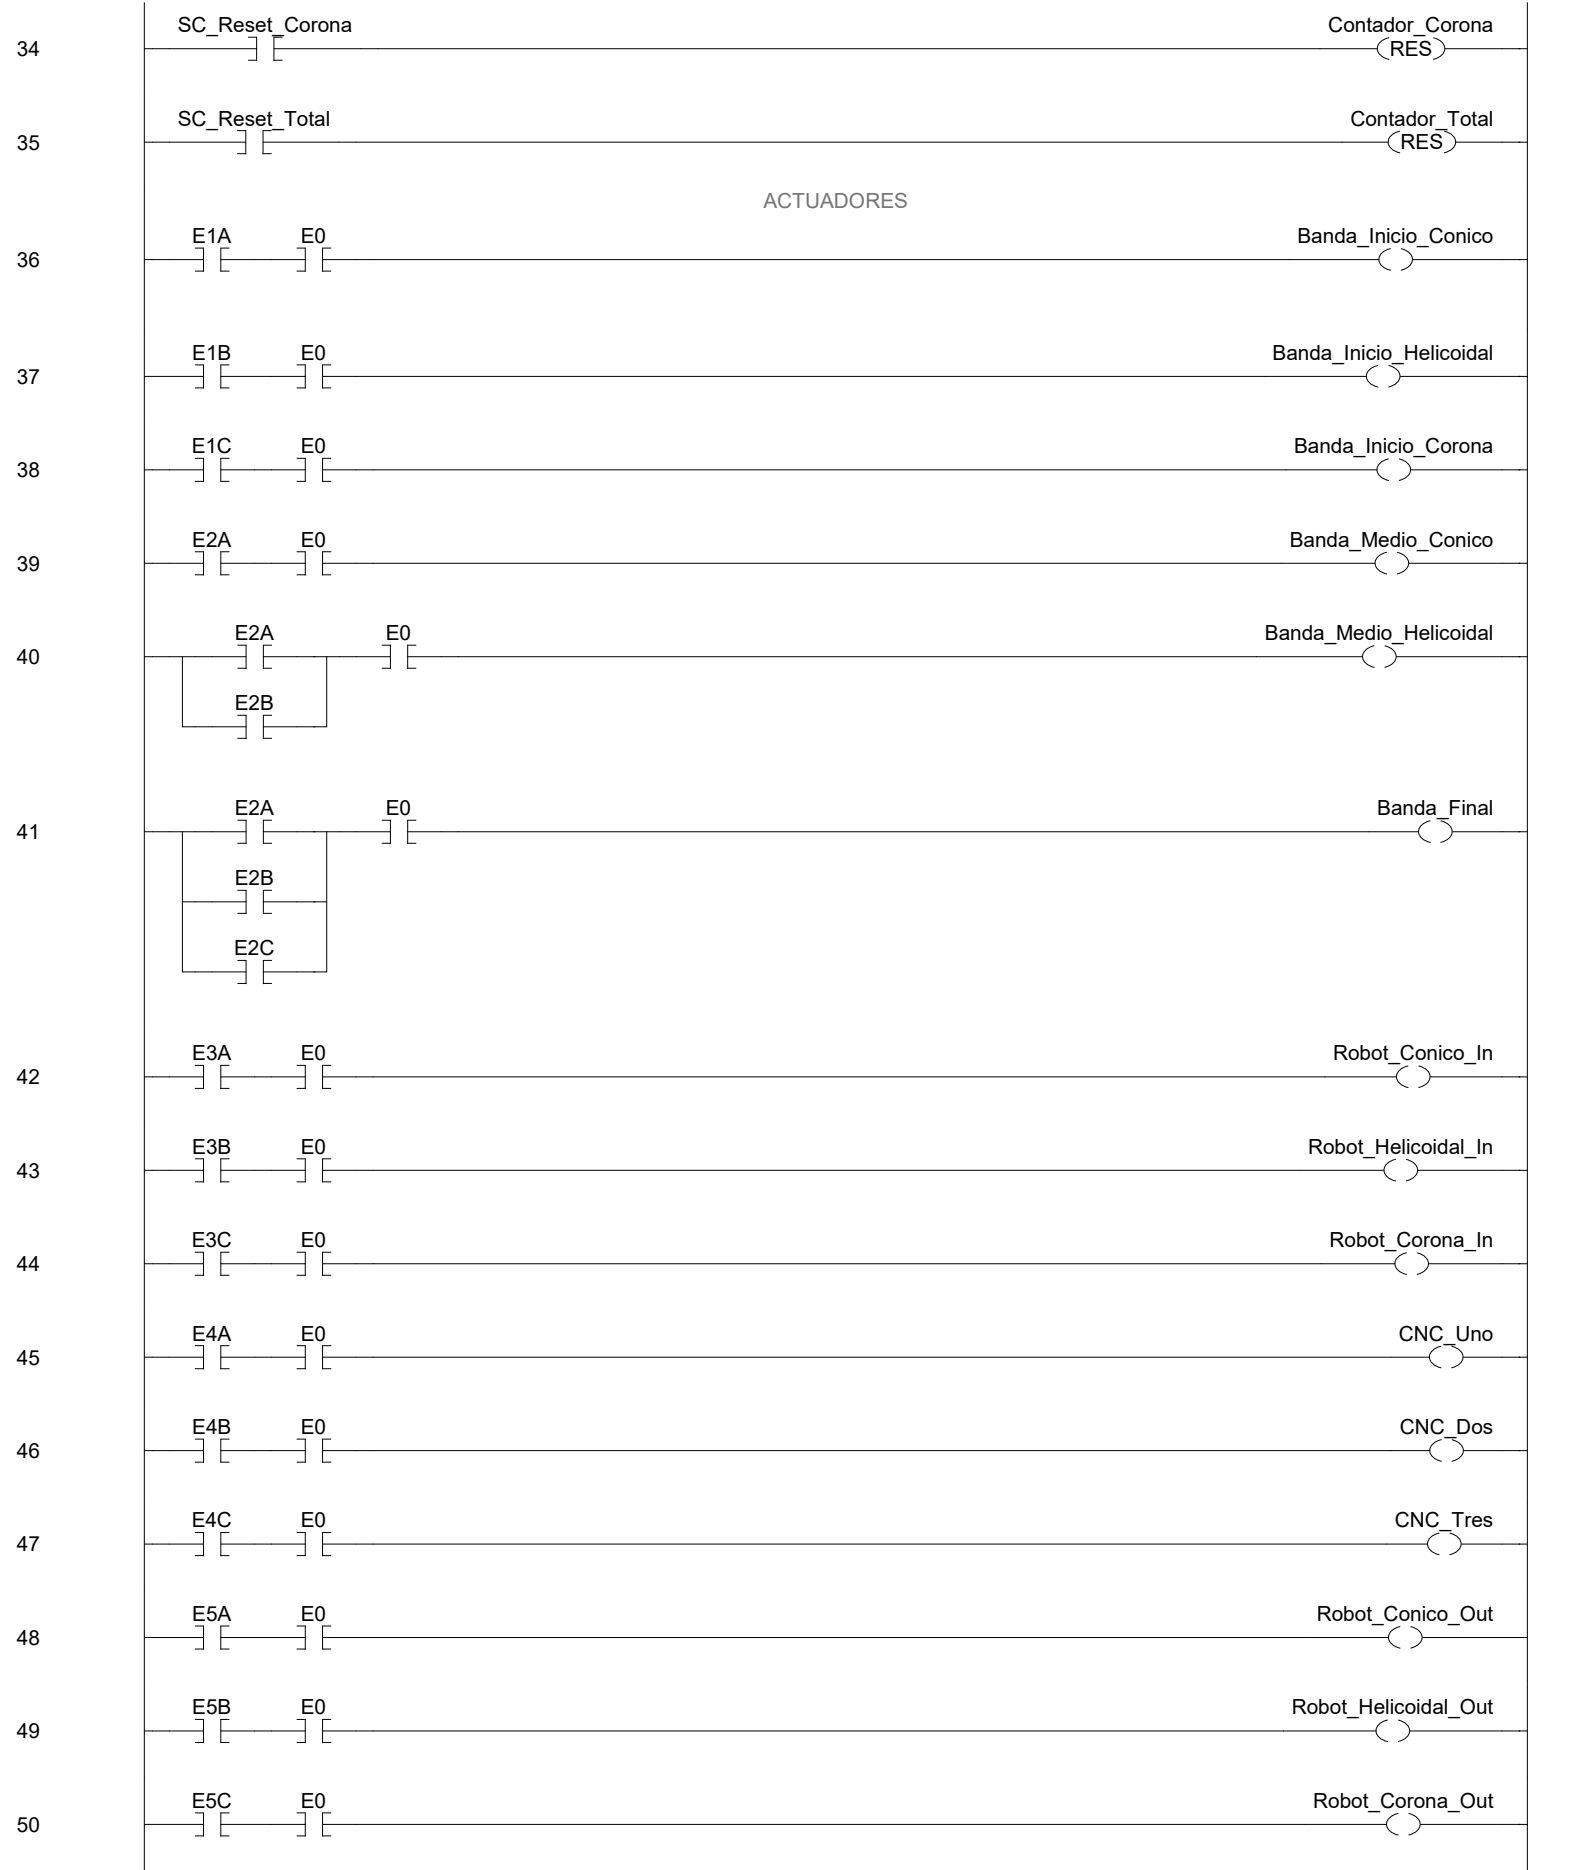 SC_Reset_Corona Contador_Corona
34 RES
SC_Reset_Total Contador_Total
35 RES
ACTUADORES
E1A E0 Banda_Inicio_Conico
36
E1B E0 Banda_Inicio_Helicoidal
37
E1C E0 Banda_Inicio_Corona
38
E2A E0 Banda_Medio_Conico
39
E2A E0 Banda_Medio_Helicoidal
40
E2B
E2A E0 Banda_Final
41
E2B
E2C
E3A E0 Robot_Conico_In
42
E3B E0 Robot_Helicoidal_In
43
E3C E0 Robot_Corona_In
44
E4A E0 CNC_Uno
45
E4B E0 CNC_Dos
46
E4C E0 CNC_Tres
47
E5A E0 Robot_Conico_Out
48
E5B E0 Robot_Helicoidal_Out
49
E5C E0 Robot_Corona_Out
50